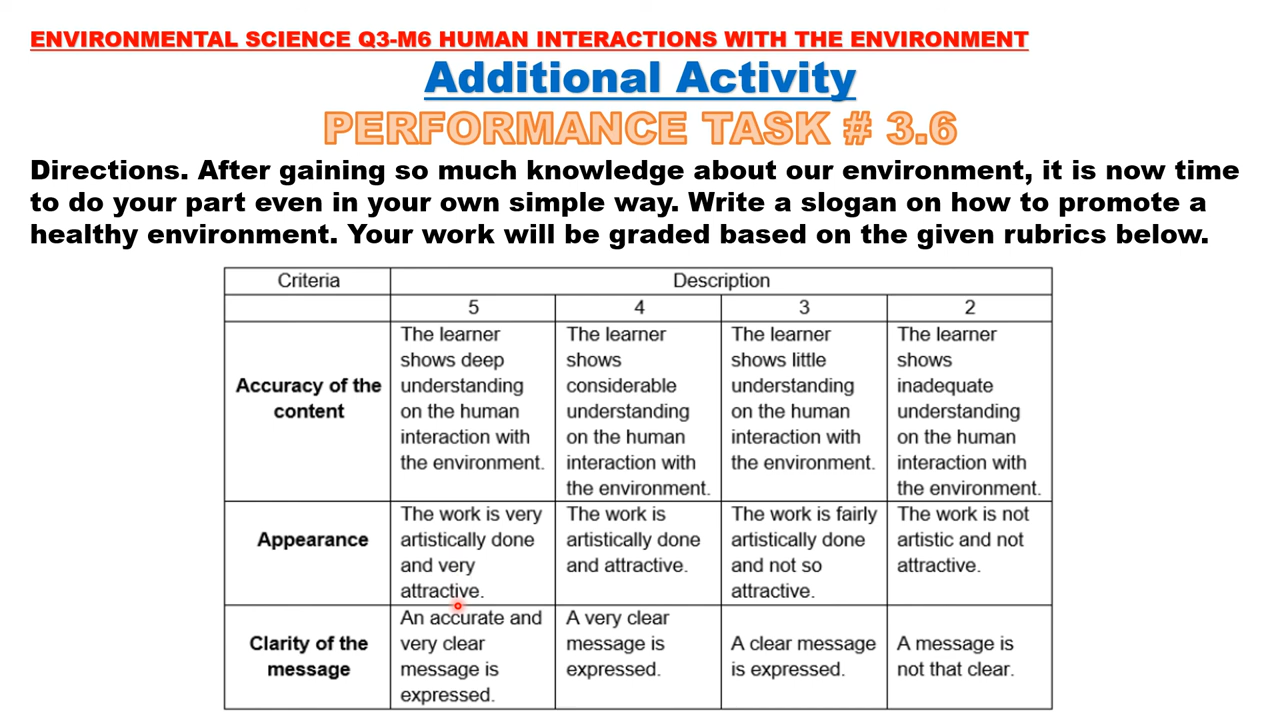 ENVIRONMENTAL SCIENCE Q3-M6 HUMAN INTERACTIONS WITH THE ENVIRONMENT
Additional Activity
PERFORMANCE TASK # 3.6
Directions. After gaining so much knowledge about our environment, it is now time
to do your part even in your own simple way. Write a slogan on how to promote a
healthy environment. Your work will be graded based on the given rubrics below.
Criteria
Description
5
4
3
2
Accuracy of the
content
The learner
shows deep
understanding
on the human
interaction with
the environment.
The learner
shows
considerable
understanding
on the human
interaction with
the environment.
The learner
shows little
understanding
on the human
interaction with
the environment.
The learner
shows
inadequate
understanding
on the human
interaction with
the environment.
Appearance
The work is very
artistically done
and very
attractive.
The work is
artistically done
and attractive.
The work is fairly
artistically done
and not so
attractive.
The work is not
artistic and not
attractive.
Clarity of the
message
An accurate and
very clear
message is
expressed.
A very clear
message is
expressed.
A clear message
is expressed.
A message is
not that clear.